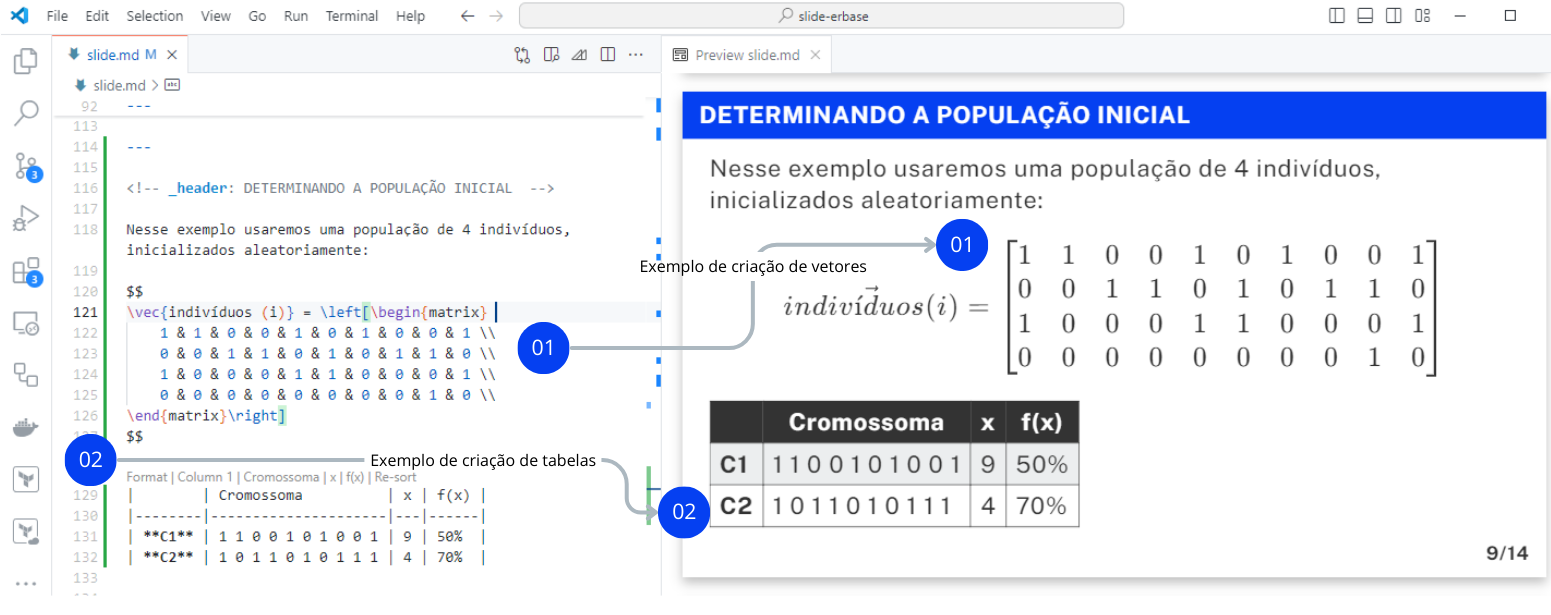 File Edit Selection View Go Run Terminal Help
slide-erbase
slide.md M
Preview slide.md
slide.md > abc
92 ---
113
114 ---
115
116 <!-- _header: DETERMINANDO A POPULAÇÃO INICIAL -->
117
118 Nesse exemplo usaremos uma população de 4 indivíduos,
inicializados aleatoriamente:
119
120 $$
121 \vec{indivíduos (i)} = \left[\begin{matrix}
122 1 & 1 & 0 & 0 & 1 & 0 & 1 & 0 & 0 & 1 \\
123 0 & 0 & 1 & 1 & 0 & 1 & 0 & 1 & 1 & 0 \\
124 1 & 0 & 0 & 0 & 1 & 1 & 0 & 0 & 0 & 1 \\
125 0 & 0 & 0 & 0 & 0 & 0 & 0 & 0 & 1 & 0 \\
126 \end{matrix}\right]
$$
Format | Column 1 | Cromossoma | x | f(x) | Re-sort
129 | | Cromossoma | x | f(x) |
130 |--------|---------------------|---|------|
131 | **C1** | 1 1 0 0 1 0 1 0 0 1 | 9 | 50% |
132 | **C2** | 1 0 1 1 0 1 0 1 1 1 | 4 | 70% |
133
3
3
01
Exemplo de criação de vetores
01
02
Exemplo de criação de tabelas
02
DETERMINANDO A POPULAÇÃO INICIAL
Nesse exemplo usaremos uma população de 4 indivíduos,
inicializados aleatoriamente:
1 1 0 0 1 0 1 0 0 1
0 0 1 1 0 1 0 1 1 0
indivíduos(i) =
1 0 0 0 1 1 0 0 0 1
0 0 0 0 0 0 0 0 1 0
Cromossoma x f(x)
C1 1 1 0 0 1 0 1 0 0 1 9 50%
C2 1 0 1 1 0 1 0 1 1 1 4 70%
9/14